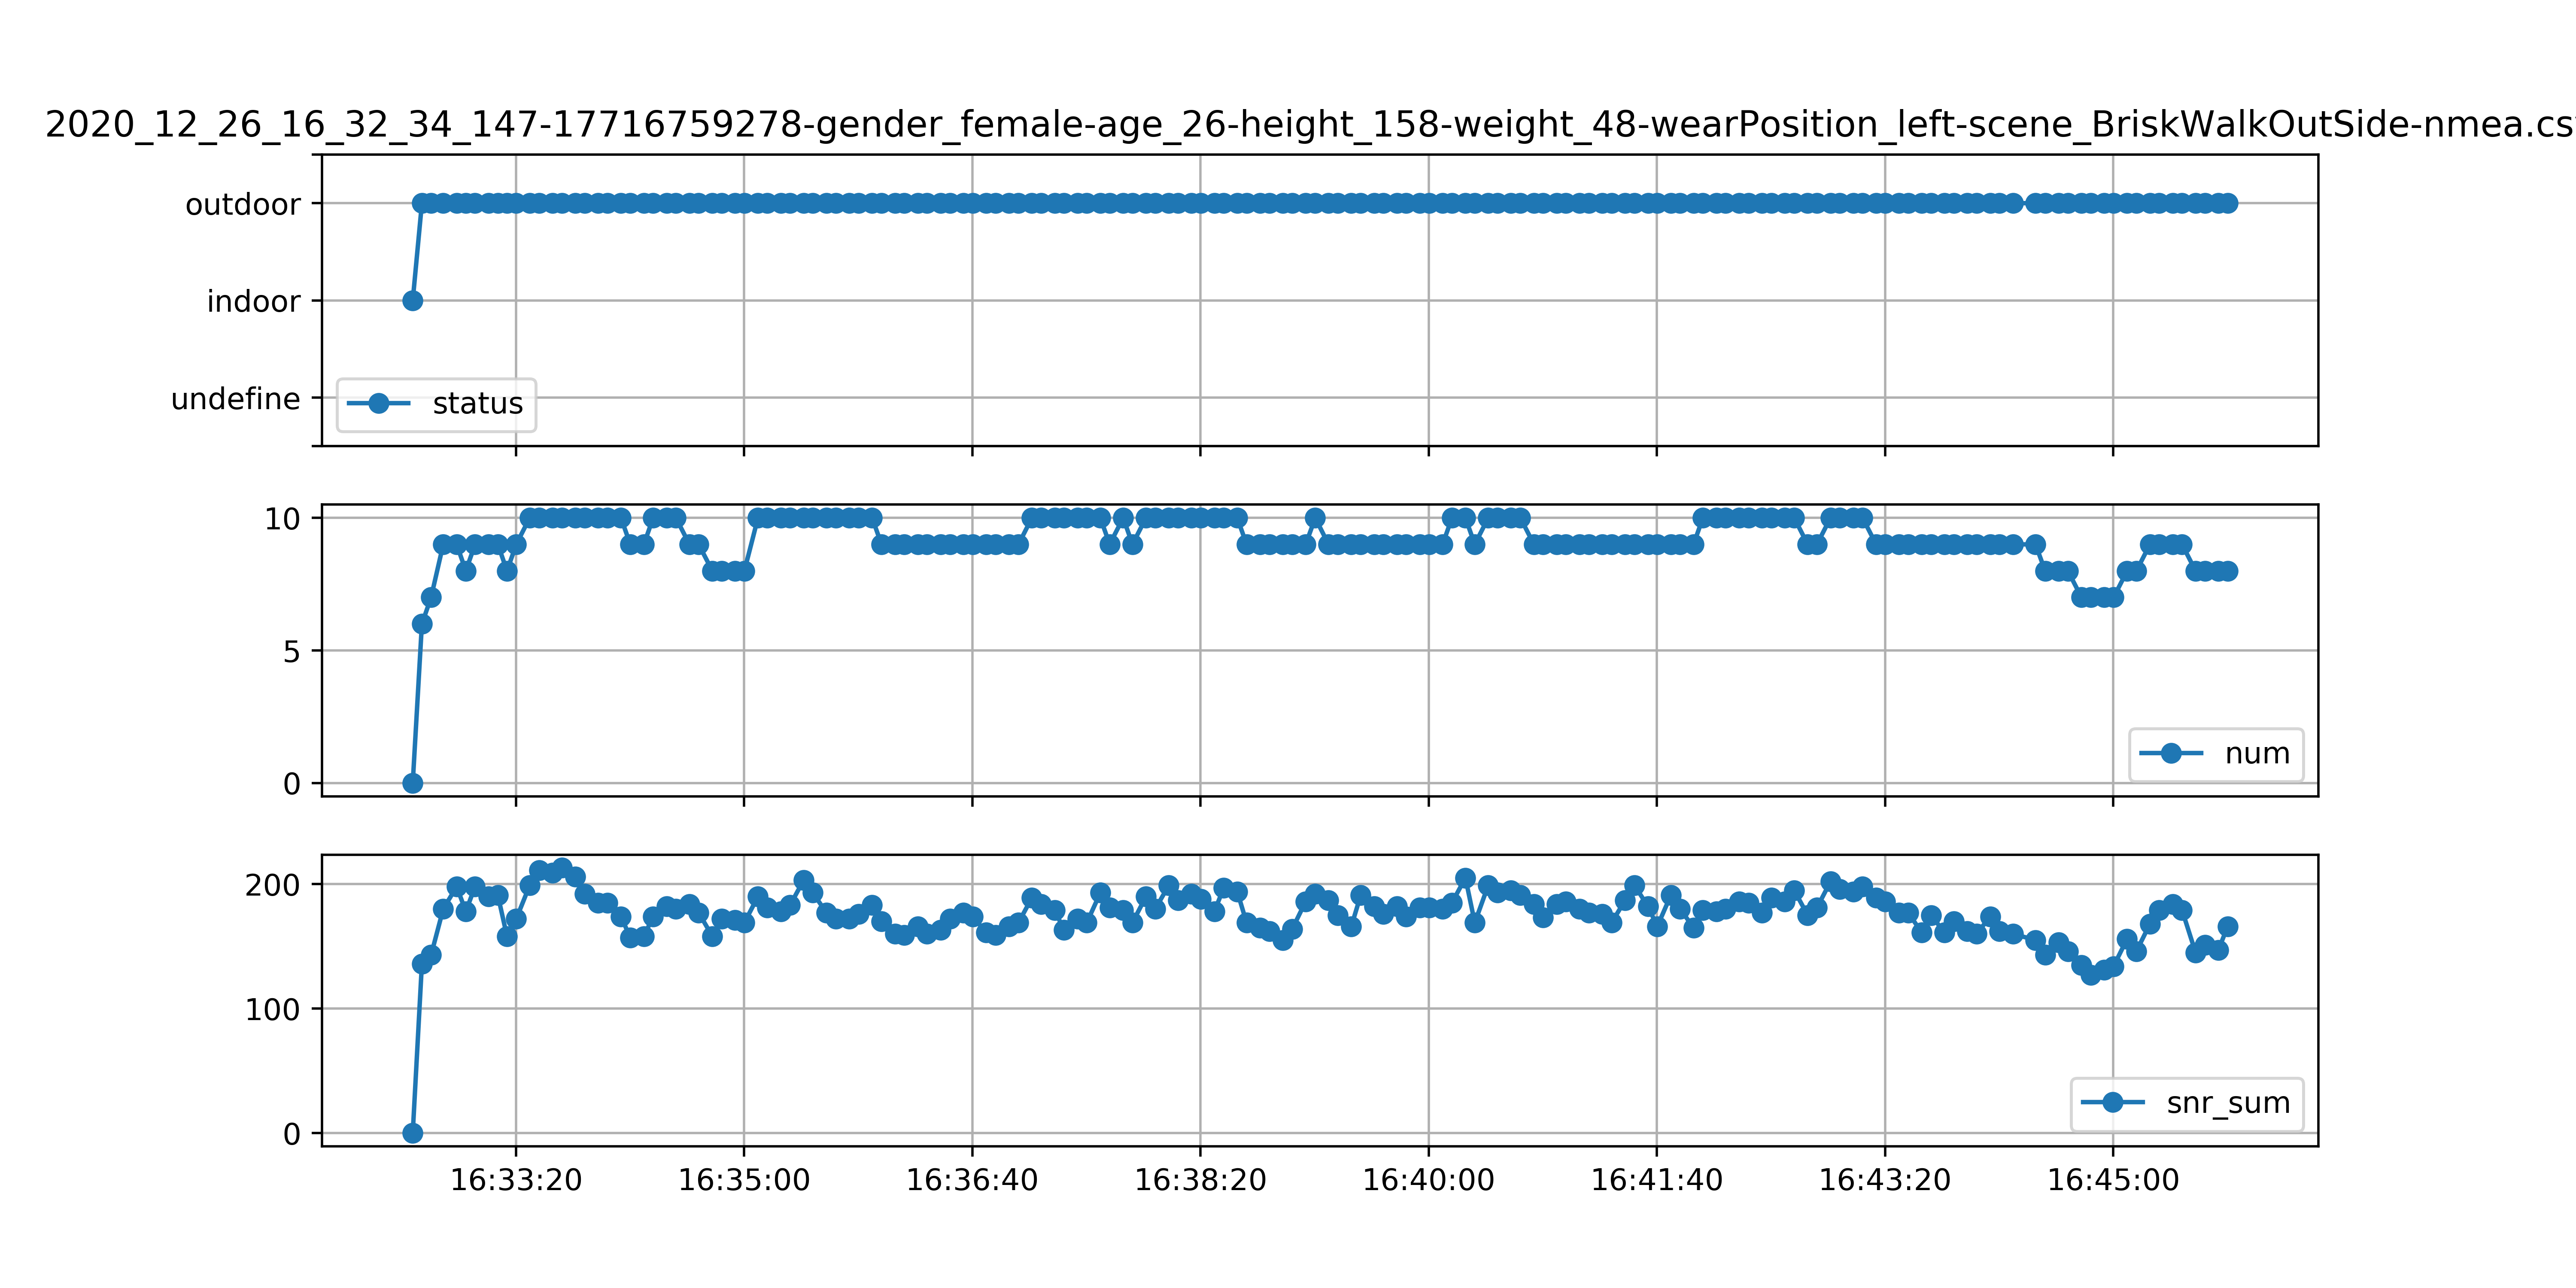 2020_12_26_16_32_34_147-17716759278-gender_female-age_26-height_158-weight_48-wearPosition_left-scene_BriskWalkOutSide-nmea.cs
outdoor
indoor
undefine
status
10
5
0
num
200
100
0
snr_sum
16:33:20 16:35:00 16:36:40 16:38:20 16:40:00 16:41:40 16:43:20 16:45:00